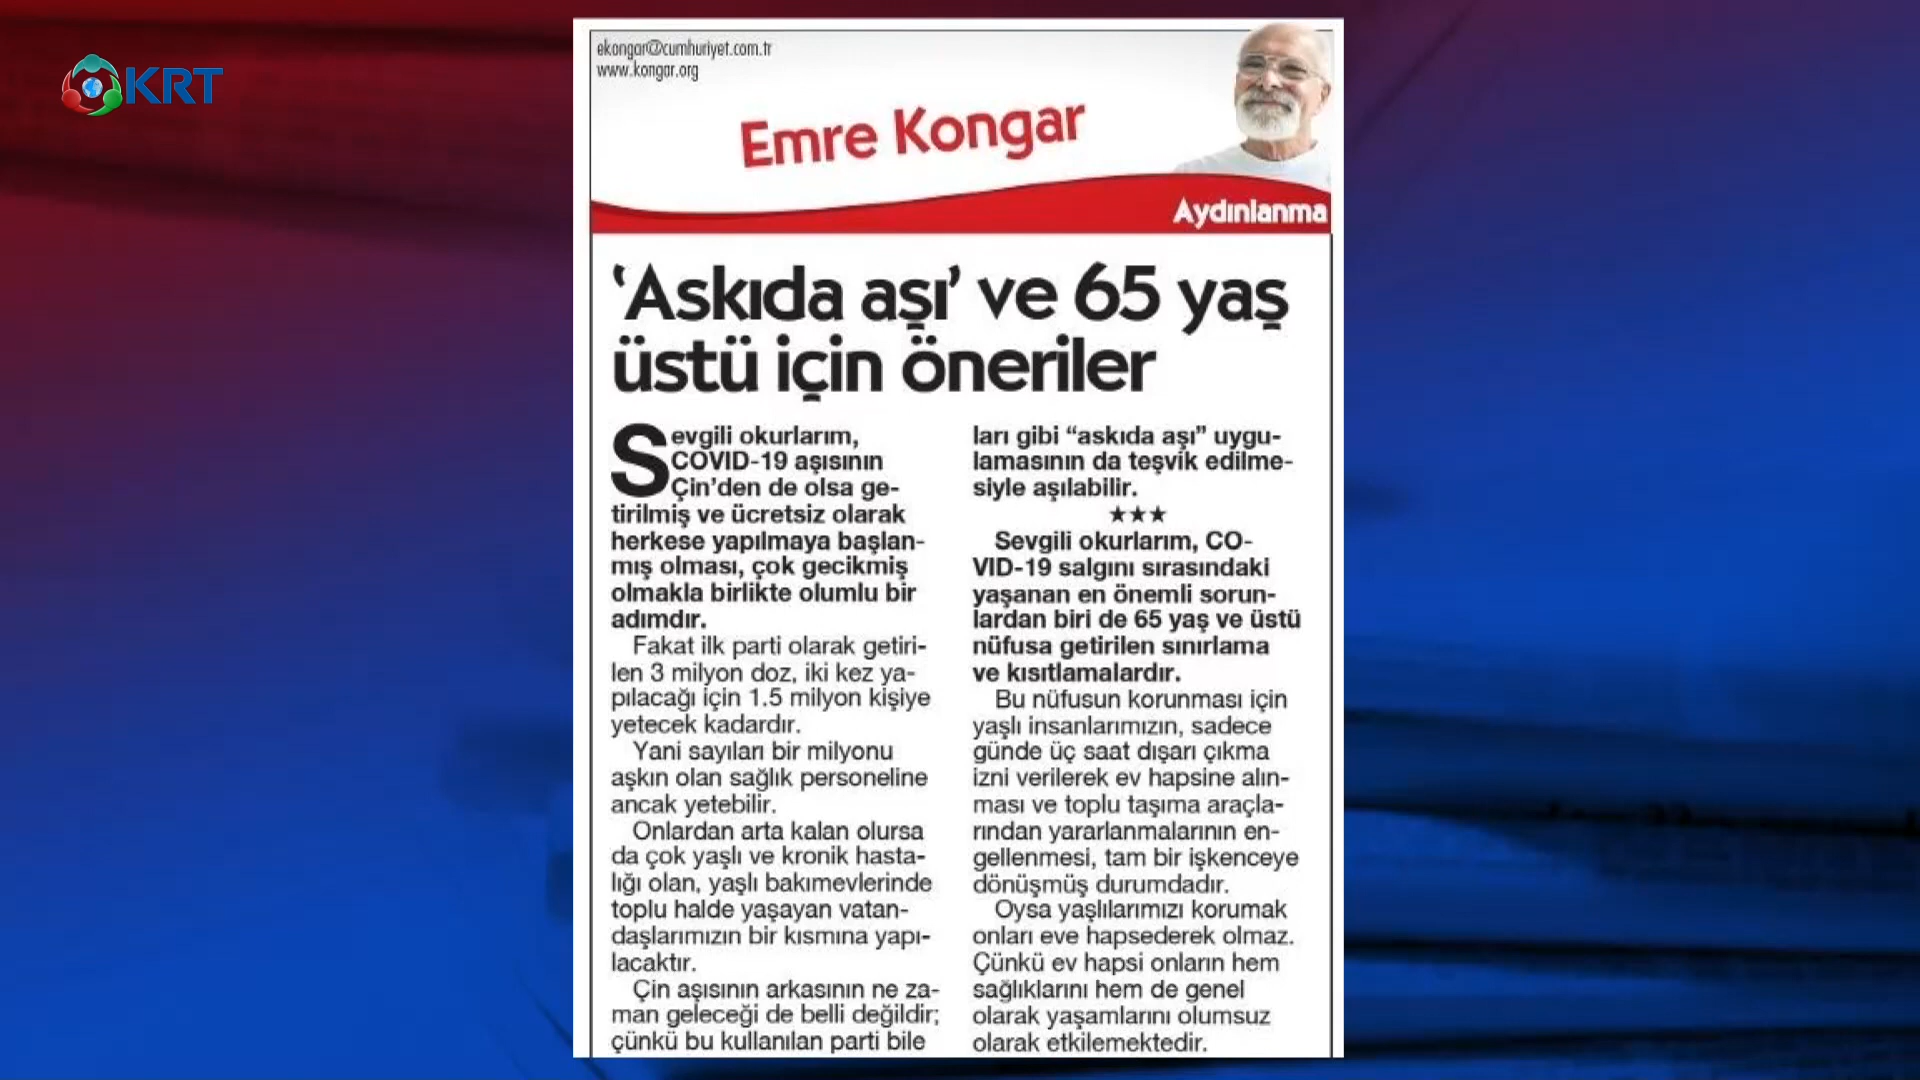 KRT
ekongar@cumhuriyet.com.tr
www.kongar.org
Emre Kongar
Aydınlanma
‘Askıda aşı’ ve 65 yaş
üstü için öneriler
Sevgili okurlarım,
COVID-19 aşısının
Çin’den de olsa ge-
tirilmiş ve ücretsiz olarak
herkese yapılmaya başlan-
mış olması, çok gecikmiş
olmakla birlikte olumlu bir
adımdır.
Fakat ilk parti olarak getiri-
len 3 milyon doz, iki kez ya-
pılacağı için 1.5 milyon kişiye
yetecek kadardır.
Yani sayıları bir milyonu
aşkın olan sağlık personeline
ancak yetebilir.
Onlardan arta kalan olursa
da çok yaşlı ve kronik hasta-
lığı olan, yaşlı bakımevlerinde
toplu halde yaşayan vatan-
daşlarımızın bir kısmına yapı-
lacaktır.
Çin aşısının arkasının ne za-
man geleceği de belli değildir;
çünkü bu kullanılan parti bile
ları gibi “askıda aşı” uygu-
lamasının da teşvik edilme-
siyle aşılabilir.
★★★
Sevgili okurlarım, CO-
VID-19 salgını sırasındaki
yaşanan en önemli sorun-
lardan biri de 65 yaş ve üstü
nüfusa getirilen sınırlama
ve kısıtlamalardır.
Bu nüfusun korunması için
yaşlı insanlarımızın, sadece
günde üç saat dışarı çıkma
izni verilerek ev hapsine alın-
ması ve toplu taşıma araçla-
rından yararlanmalarının en-
gellenmesi, tam bir işkenceye
dönüşmüş durumdadır.
Oysa yaşlılarımızı korumak
onları eve hapsederek olmaz.
Çünkü ev hapsi onların hem
sağlıklarını hem de genel
olarak yaşamlarını olumsuz
olarak etkilemektedir.